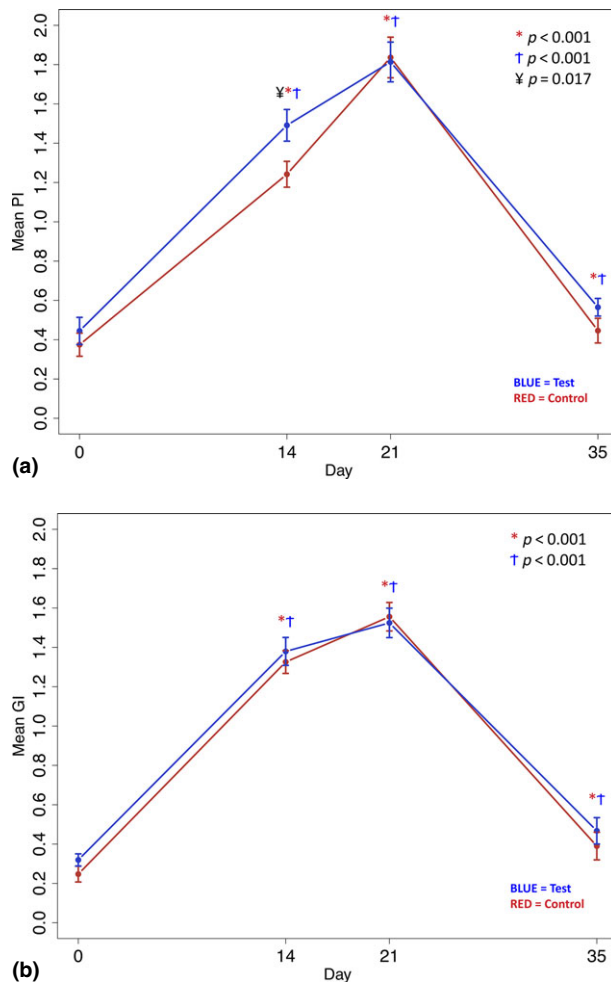 2.0
1.8
1.6
1.4
1.2
1.0
0.8
0.6
0.4
0.2
0.0
Mean PI
* p < 0.001
† p < 0.001
¥ p = 0.017
¥*†
*†
*†
BLUE = Test
RED = Control
0 14 21 35
Day
(a)
2.0
1.8
1.6
1.4
1.2
1.0
0.8
0.6
0.4
0.2
0.0
Mean GI
* p < 0.001
† p < 0.001
*†
*†
*†
BLUE = Test
RED = Control
0 14 21 35
Day
(b)